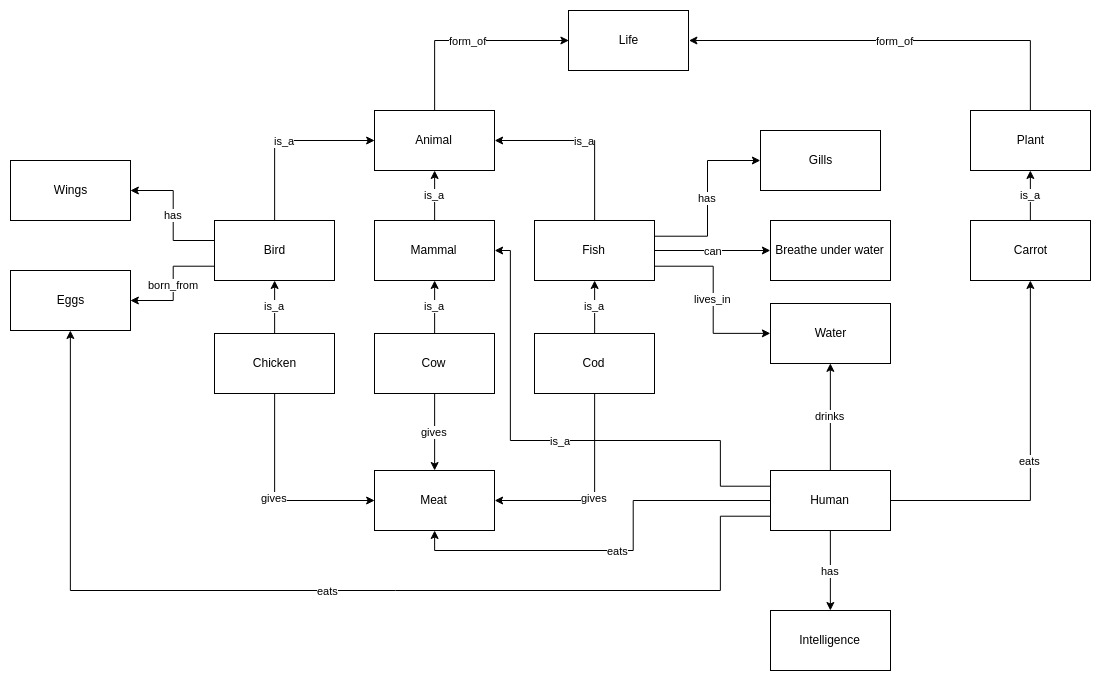 Life
form_of
form_of
Animal
Plant
is_a
is_a
Gills
Wings
is_a
is_a
has
has
Bird
Mammal
Fish
can
Breathe under water
Carrot
born_from
Eggs
lives_in
is_a
is_a
is_a
Water
Chicken
Cow
Cod
drinks
gives
is_a
eats
gives
Meat
gives
Human
eats
has
eats
Intelligence